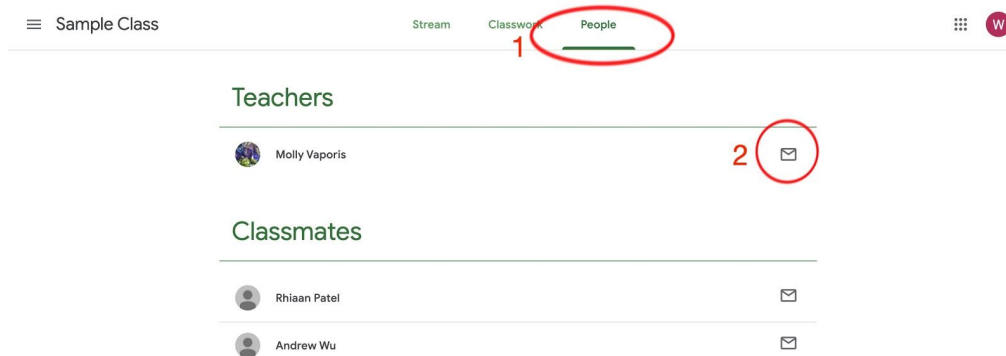 Sample Class
Stream Classwork People
W
1
Teachers
Molly Vaporis
2
Classmates
Rhiaan Patel
Andrew Wu